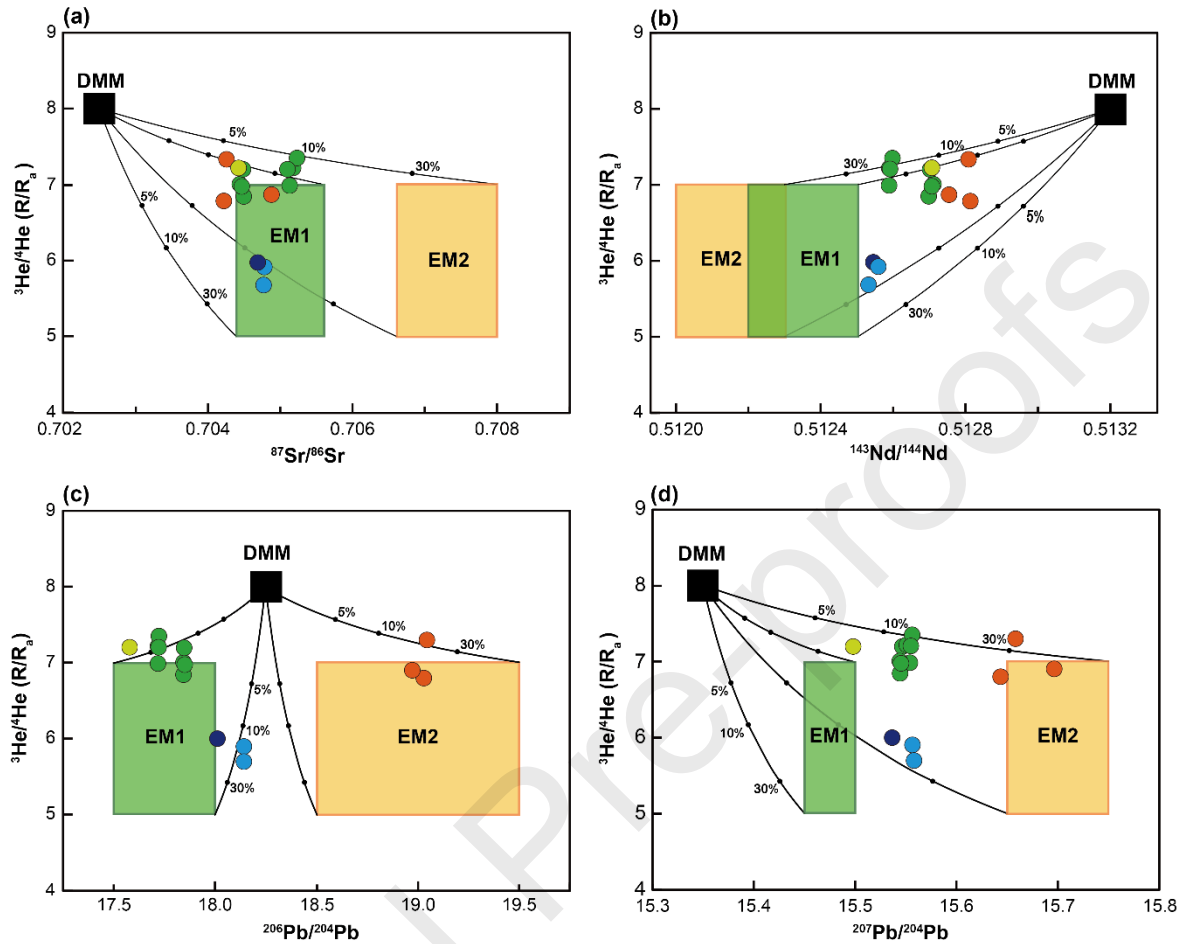 (a)
9
8
7
6
5
4
³He/⁴He (R/Rₐ)
DMM
5%
10%
30%
5%
10%
30%
EM1
EM2
0.702
0.704
0.706
0.708
⁸⁷Sr/⁸⁶Sr
(b)
9
8
7
6
5
4
³He/⁴He (R/Rₐ)
DMM
5%
10%
30%
5%
10%
30%
EM2
EM1
0.5120
0.5124
0.5128
0.5132
¹⁴³Nd/¹⁴⁴Nd
(c)
9
8
7
6
5
4
³He/⁴He (R/Rₐ)
DMM
5%
10%
30%
5%
10%
30%
EM1
EM2
17.5
18.0
18.5
19.0
19.5
²⁰⁶Pb/²⁰⁴Pb
(d)
9
8
7
6
5
4
³He/⁴He (R/Rₐ)
DMM
5%
10%
30%
5%
10%
30%
EM1
EM2
15.3
15.4
15.5
15.6
15.7
15.8
²⁰⁷Pb/²⁰⁴Pb
Pre-proofs